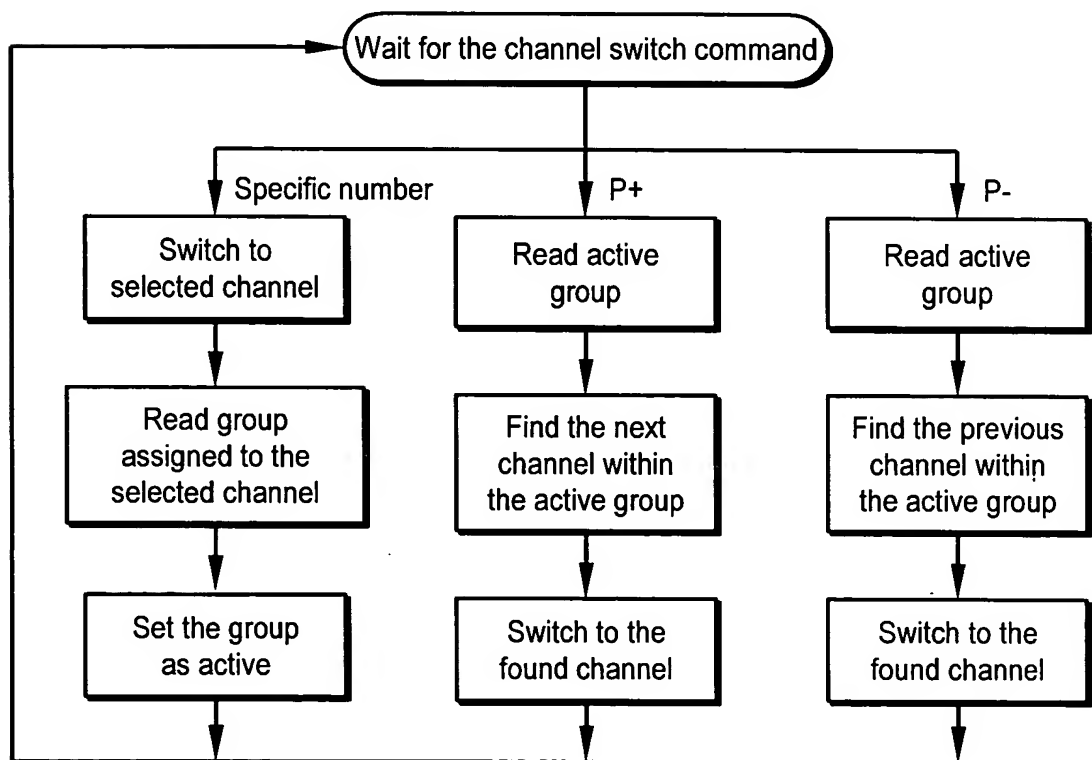 Wait for the channel switch command
Specific number
P+
P-
Switch to
selected channel
Read active
group
Read active
group
Read group
assigned to the
selected channel
Find the next
channel within
the active group
Find the previous
channel within
the active group
Set the group
as active
Switch to the
found channel
Switch to the
found channel